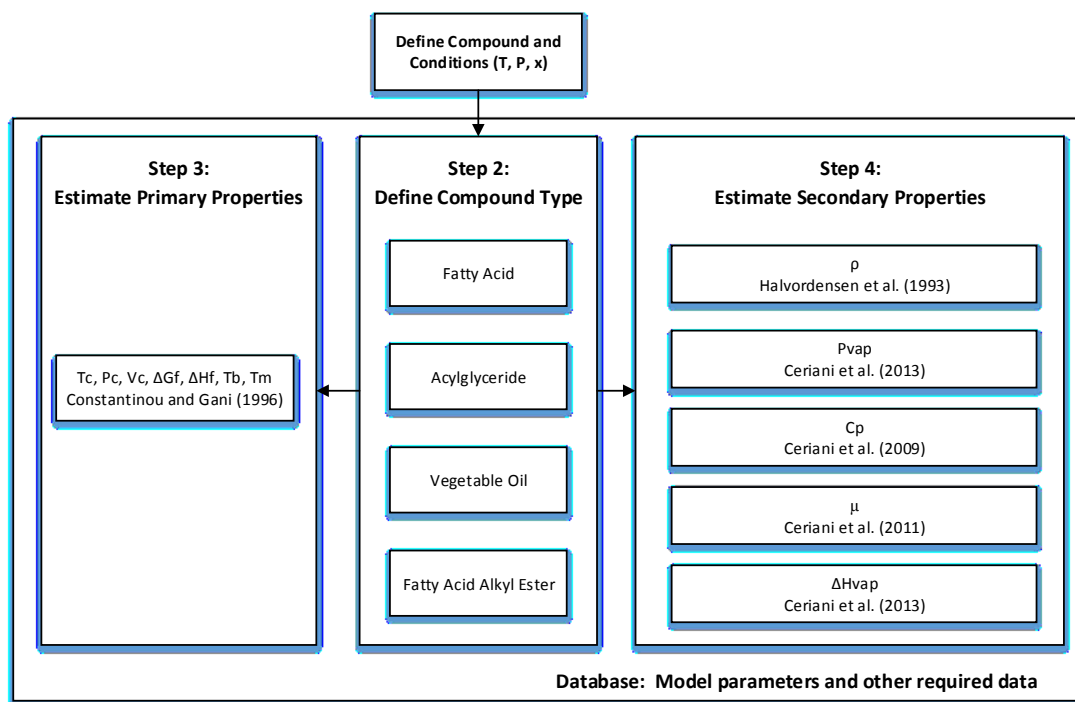 Define Compound and
Conditions (T, P, x)
Step 3:
Estimate Primary Properties
Tc, Pc, Vc, ΔGf, ΔHf, Tb, Tm
Constantinou and Gani (1996)
Step 2:
Define Compound Type
Fatty Acid
Acylglyceride
Vegetable Oil
Fatty Acid Alkyl Ester
Step 4:
Estimate Secondary Properties
ρ
Halvordensen et al. (1993)
Pvap
Ceriani et al. (2013)
Cp
Ceriani et al. (2009)
μ
Ceriani et al. (2011)
ΔHvap
Ceriani et al. (2013)
Database: Model parameters and other required data